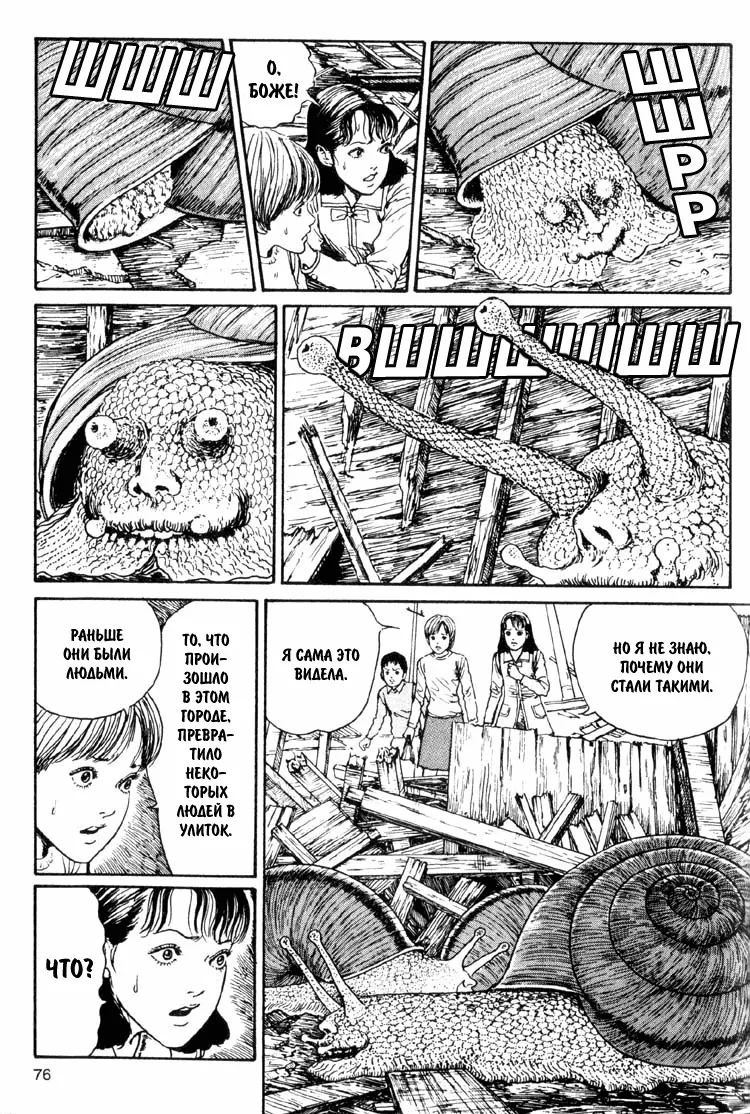 ШШШ
О,
БОЖЕ!
ШШРР
ВШШШШШШ
РАНЬШЕ
ОНИ БЫЛИ
ЛЮДЬМИ.
ТО, ЧТО
ПРОИ-
ЗОШЛО
В ЭТОМ
ГОРОДЕ,
ПРЕВРА-
ТИЛО
НЕКО-
ТОРЫХ
ЛЮДЕЙ В
УЛИТОК.
Я САМА ЭТО
ВИДЕЛА.
НО Я НЕ ЗНАЮ,
ПОЧЕМУ ОНИ
СТАЛИ ТАКИМИ.
ЧТО?
76